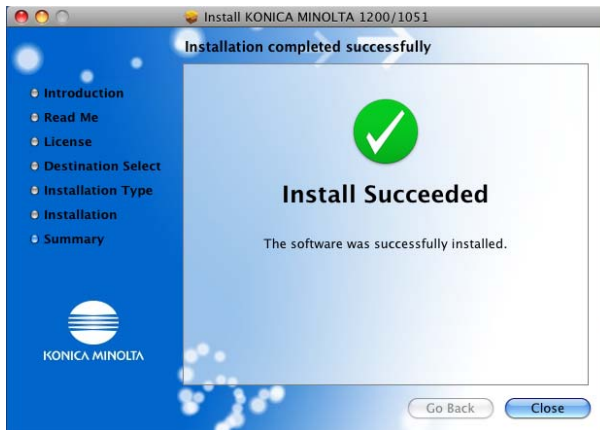 Install KONICA MINOLTA 1200/1051
Installation completed successfully
Introduction
Read Me
License
Destination Select
Installation Type
Installation
Summary
Install Succeeded
The software was successfully installed.
KONICA MINOLTA
Go Back
Close